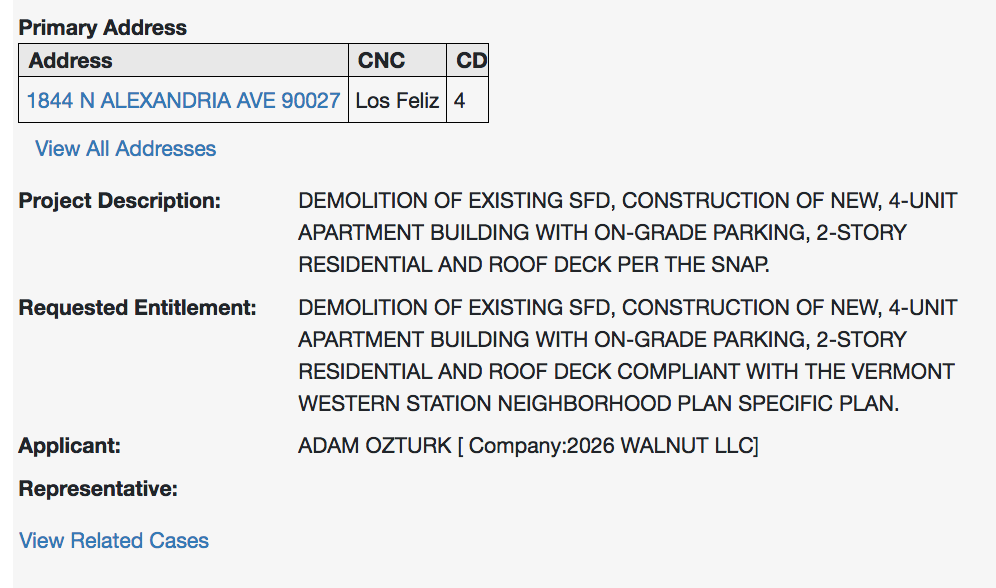 Primary Address
Address CNC CD
1844 N ALEXANDRIA AVE 90027 Los Feliz 4
View All Addresses
Project Description: DEMOLITION OF EXISTING SFD, CONSTRUCTION OF NEW, 4-UNIT
APARTMENT BUILDING WITH ON-GRADE PARKING, 2-STORY
RESIDENTIAL AND ROOF DECK PER THE SNAP.
Requested Entitlement: DEMOLITION OF EXISTING SFD, CONSTRUCTION OF NEW, 4-UNIT
APARTMENT BUILDING WITH ON-GRADE PARKING, 2-STORY
RESIDENTIAL AND ROOF DECK COMPLIANT WITH THE VERMONT
WESTERN STATION NEIGHBORHOOD PLAN SPECIFIC PLAN.
Applicant: ADAM OZTURK [ Company:2026 WALNUT LLC]
Representative:
View Related Cases